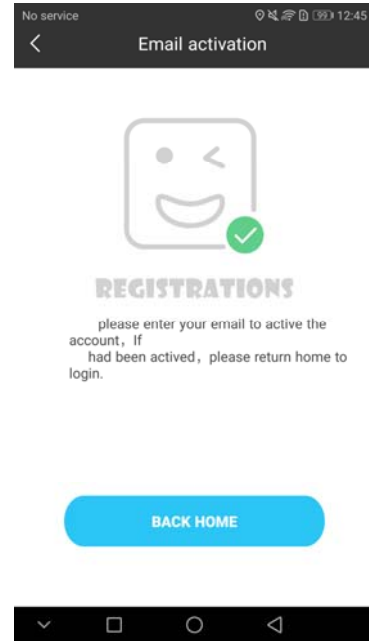 No service 99 12:45
Email activation
REGISTRATIONS
please enter your email to active the
account，If
had been actived，please return home to
login.
BACK HOME